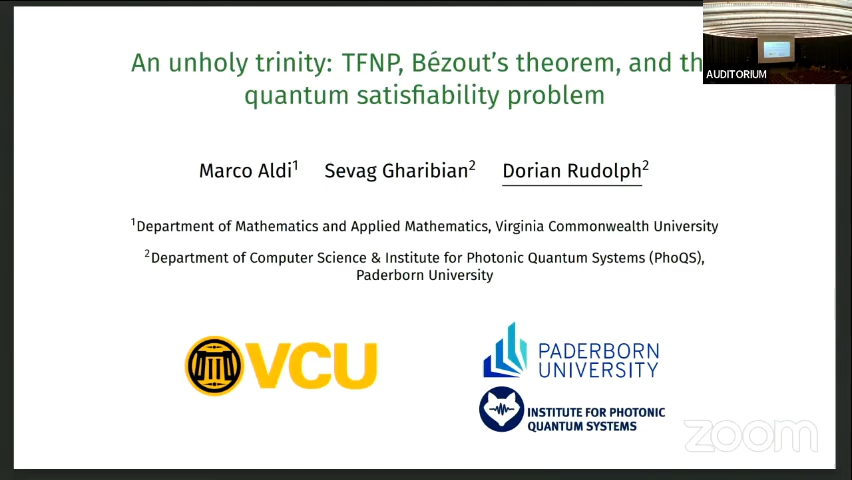 An unholy trinity: TFNP, Bézout's theorem, and th
quantum satisfiability problem
AUDITORIUM
Marco Aldi1 Sevag Gharibian2 Dorian Rudolph2
1Department of Mathematics and Applied Mathematics, Virginia Commonwealth University
2Department of Computer Science & Institute for Photonic Quantum Systems (PhoQS),
Paderborn University
VCU
PADERBORN
UNIVERSITY
INSTITUTE FOR PHOTONIC
QUANTUM SYSTEMS
zoom